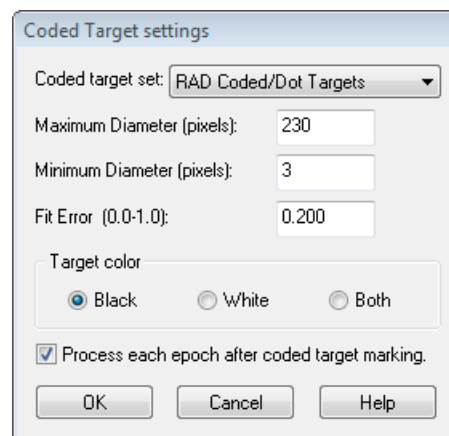 Coded Target settings
Coded target set: RAD Coded/Dot Targets
Maximum Diameter (pixels): 230
Minimum Diameter (pixels): 3
Fit Error (0.0-1.0): 0.200
Target color
Black White Both
Process each epoch after coded target marking.
OK Cancel Help